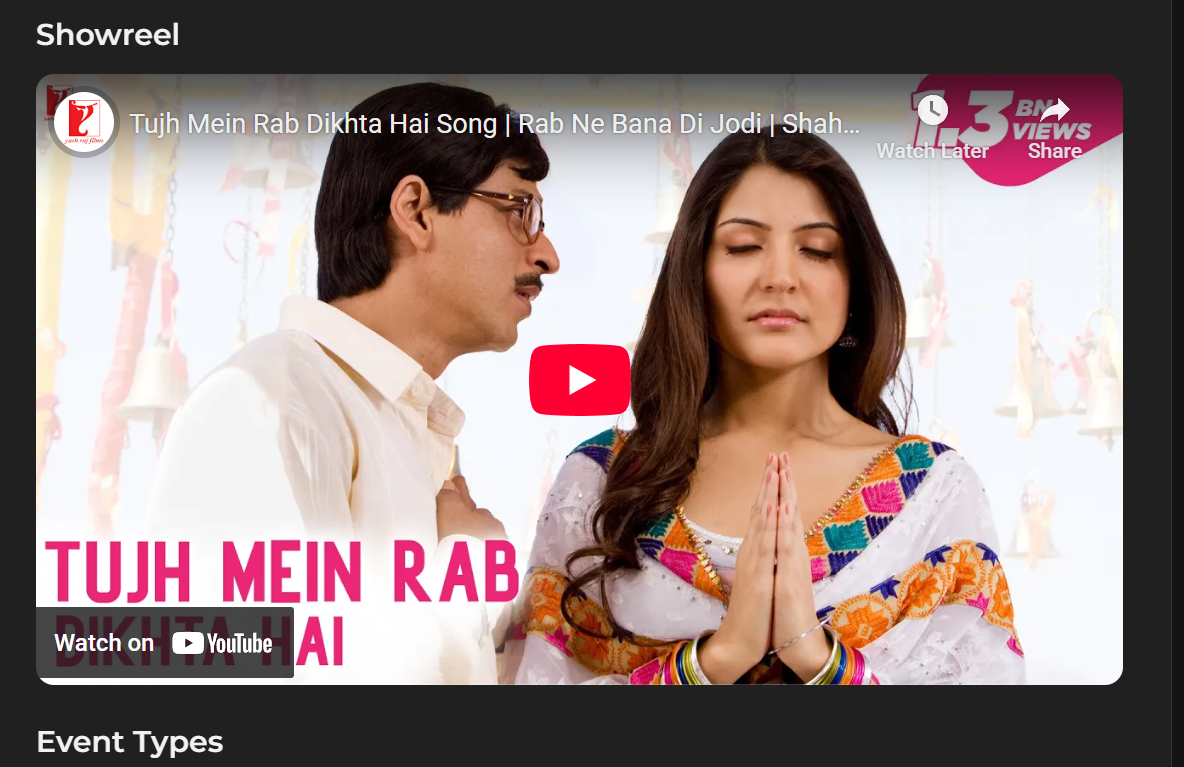 Showreel
yash raj films
Tujh Mein Rab Dikhta Hai Song | Rab Ne Bana Di Jodi | Shah...
1.3 BN VIEWS
Watch Later
Share
TUJH MEIN RAB
DIKHTA HAI
Watch on YouTube
Event Types